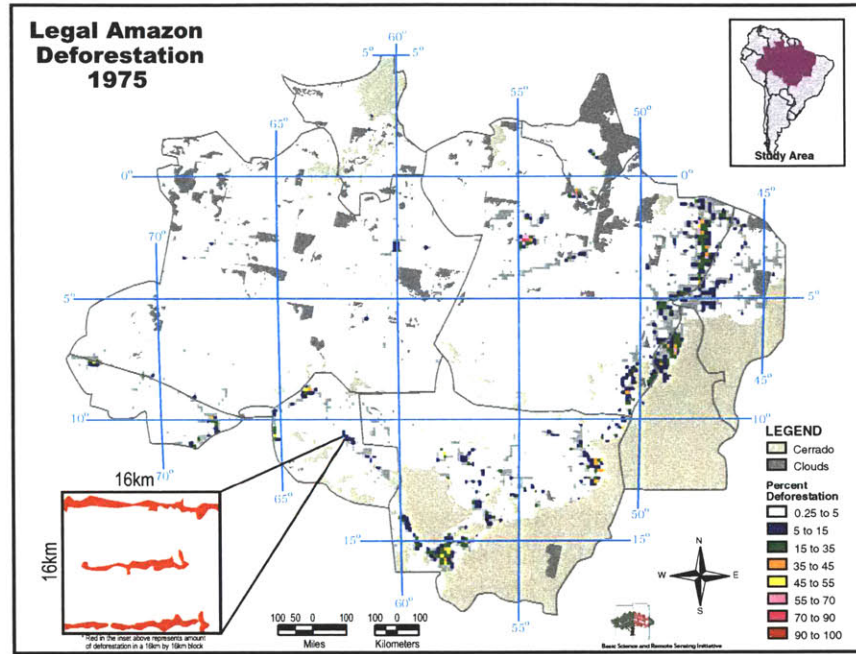 Legal Amazon
Deforestation
1975
60°
5°
5°
65°
55°
50°
0°
0°
45°
70°
5°
5°
45°
10°
10°
70°
65°
50°
15°
15°
60°
55°
Study Area
LEGEND
Cerrado
Clouds
Percent
Deforestation
0.25 to 5
5 to 15
15 to 35
35 to 45
45 to 55
55 to 70
70 to 90
90 to 100
16km
16km
* Red in the inset above represents amount
of deforestation in a 16km by 16km block
100 50 0 100
Miles
100 0 100
Kilometers
N
W
E
S
Basic Science and Remote Sensing Initiative